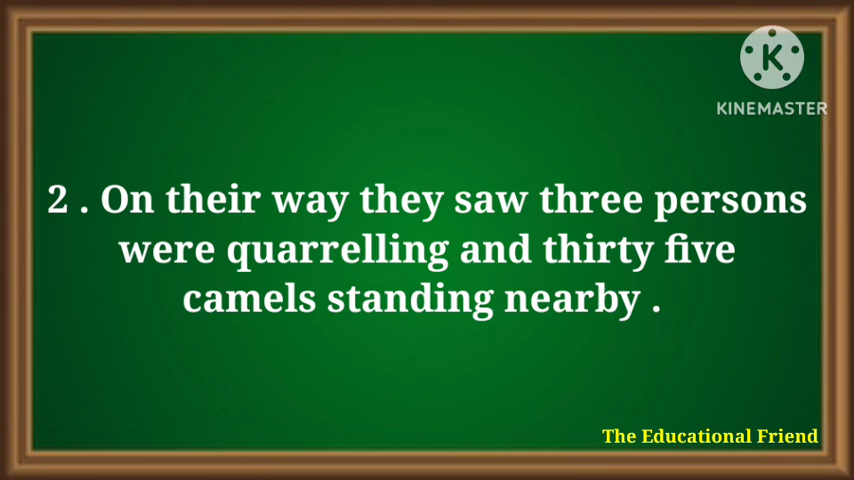 K
KINEMASTER
2 . On their way they saw three persons
were quarrelling and thirty five
camels standing nearby .
The Educational Friend